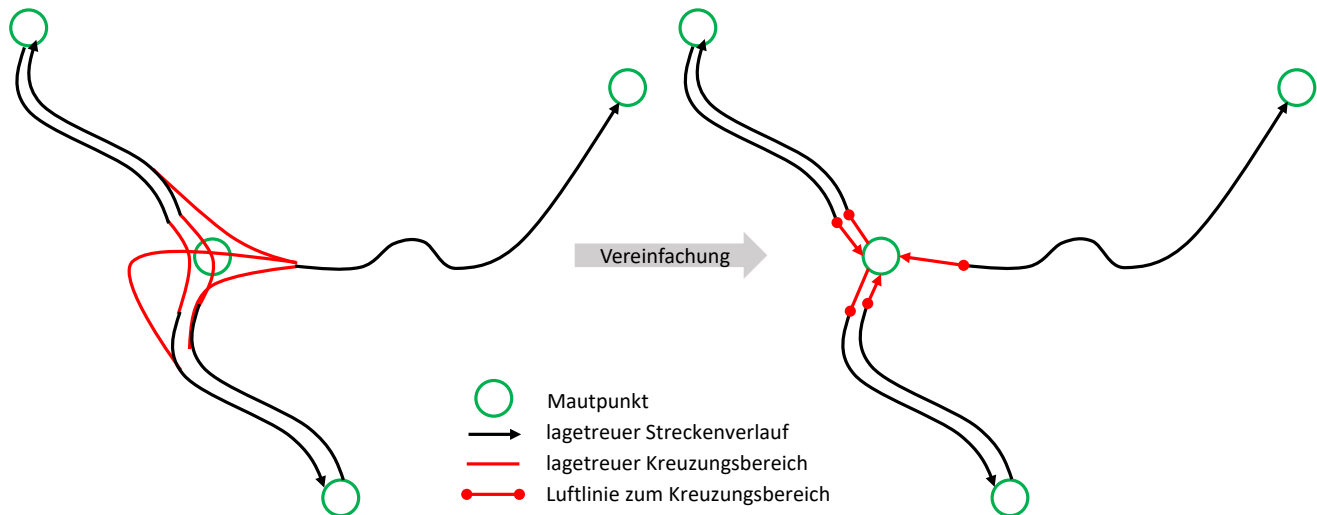 Vereinfachung
Mautpunkt
lagetreuer Streckenverlauf
lagetreuer Kreuzungsbereich
Luftlinie zum Kreuzungsbereich